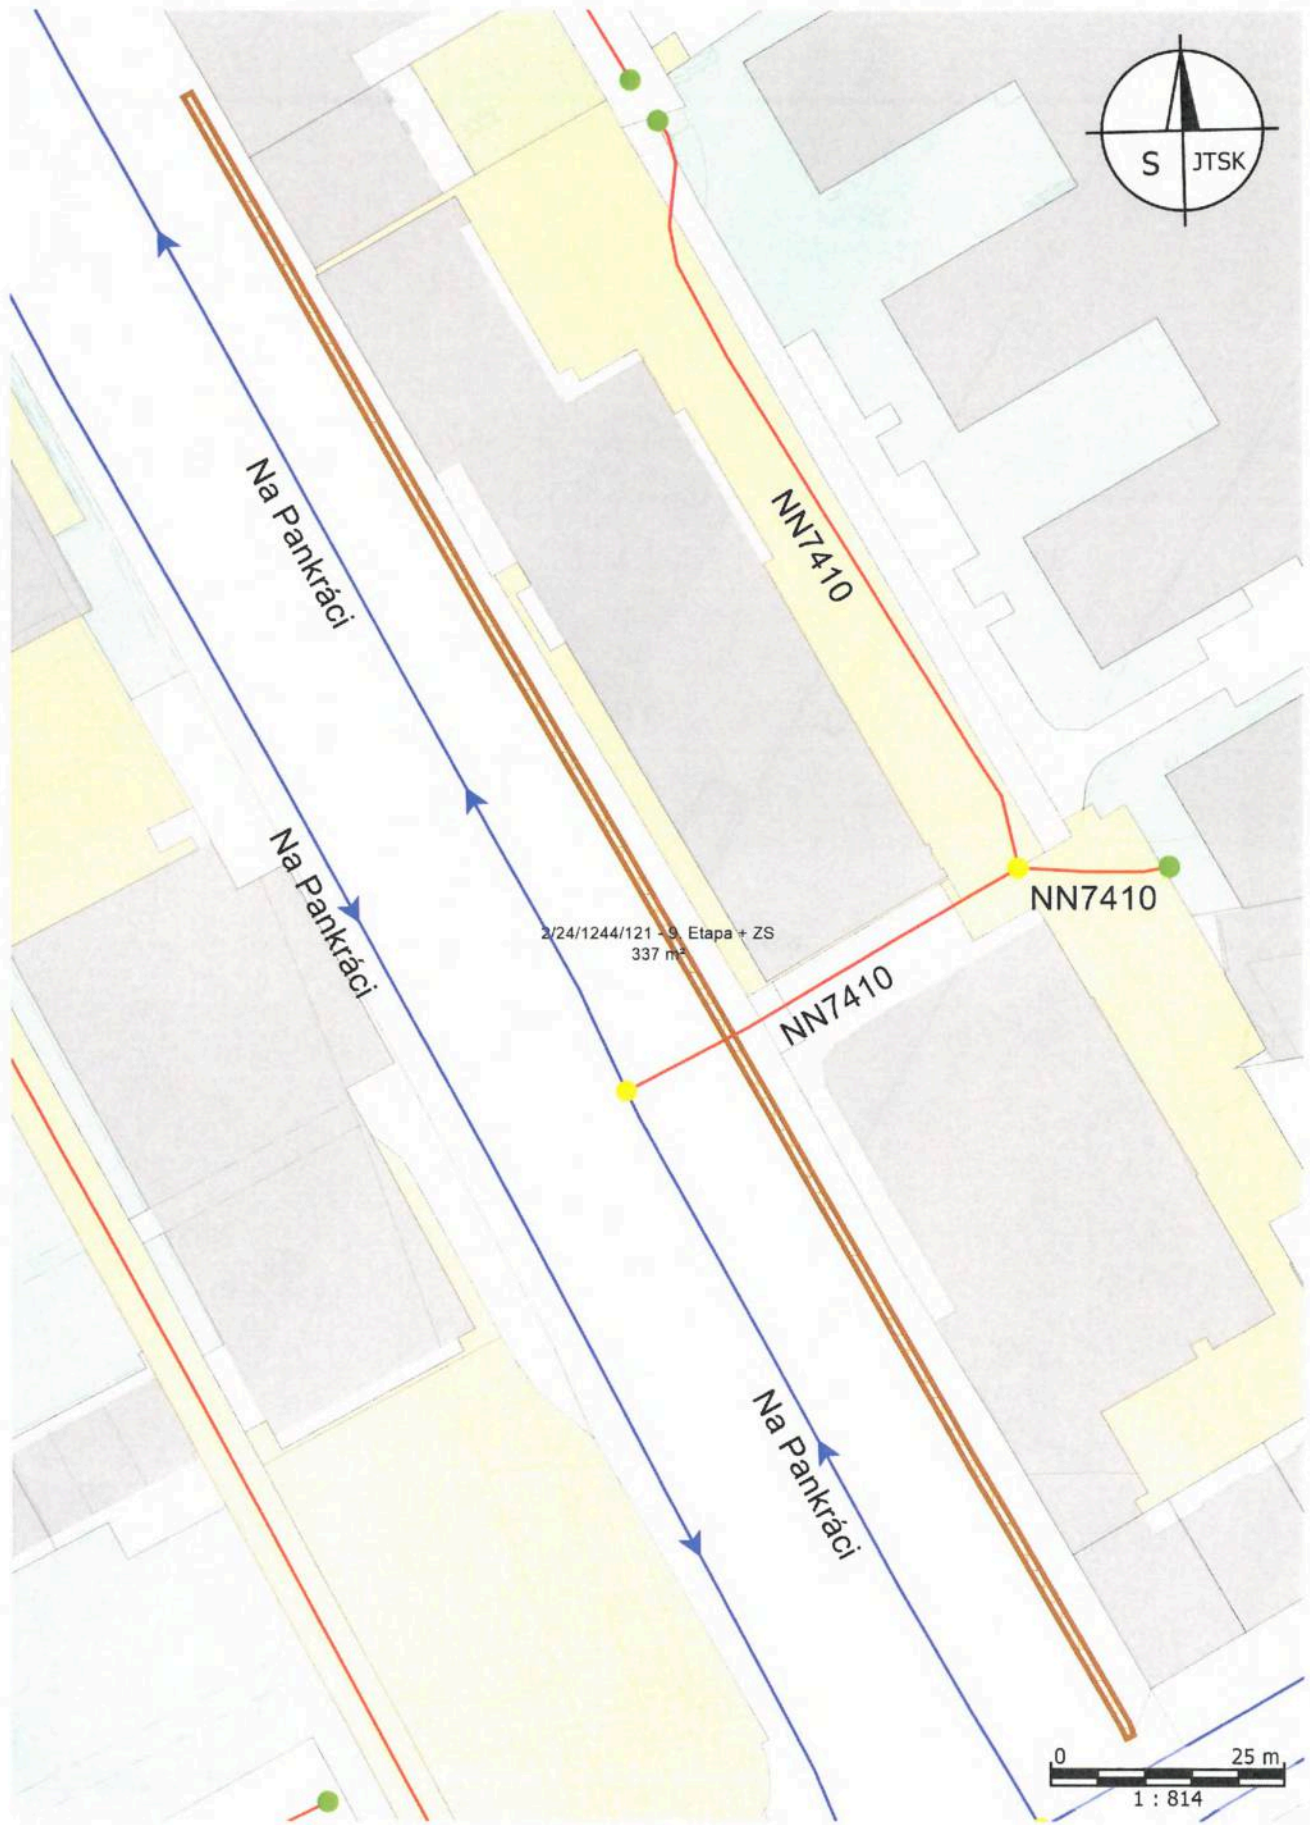 S JTSK
Na Pankráci
NN7410
Na Pankráci
NN7410
2/24/1244/121 - 9. Etapa + ZS
337 m²
NN7410
Na Pankráci
0 25 m
1 : 814